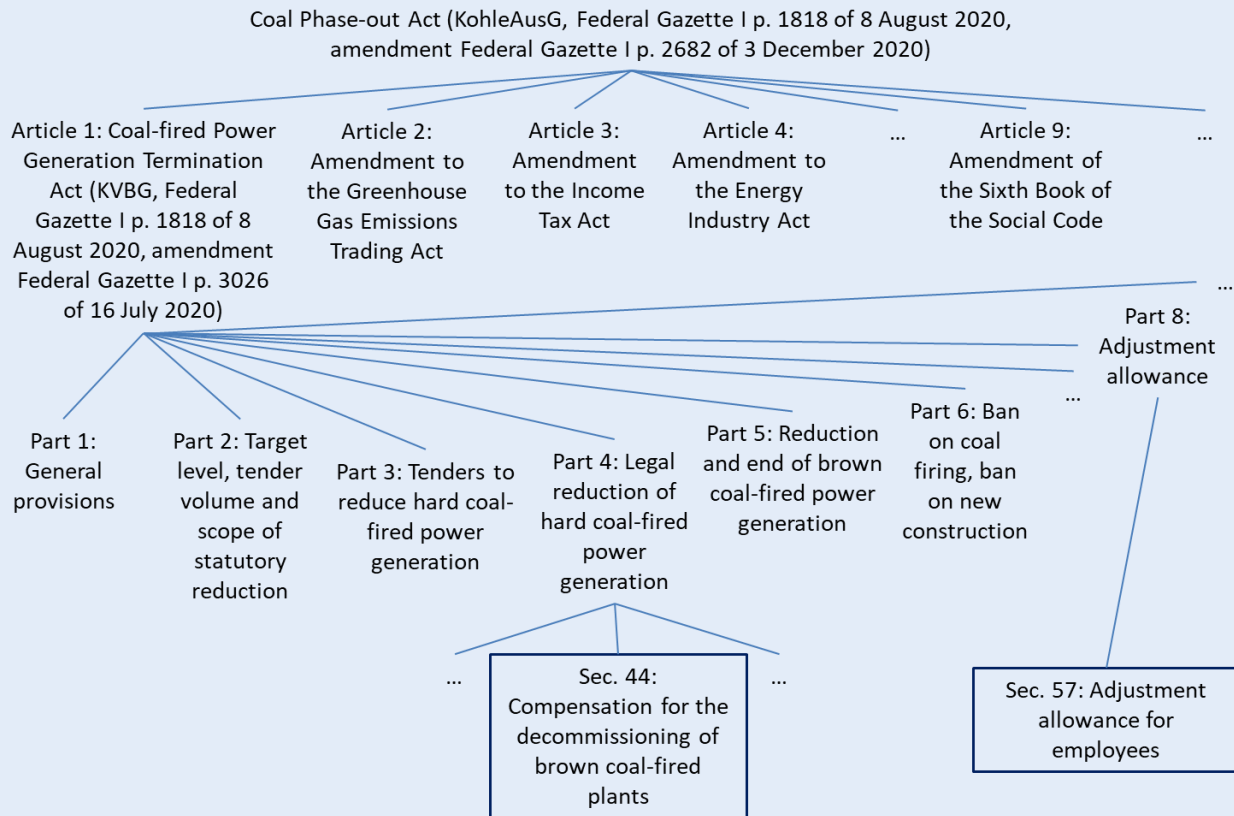 Coal Phase-out Act (KohleAusG, Federal Gazette I p. 1818 of 8 August 2020,
amendment Federal Gazette I p. 2682 of 3 December 2020)
Article 1: Coal-fired Power
Generation Termination
Act (KVBG, Federal
Gazette I p. 1818 of 8
August 2020, amendment
Federal Gazette I p. 3026
of 16 July 2020)
Article 2:
Amendment to
the Greenhouse
Gas Emissions
Trading Act
Article 3:
Amendment
to the Income
Tax Act
Article 4:
Amendment to
the Energy
Industry Act
...
Article 9:
Amendment of
the Sixth Book of
the Social Code
...
Part 1:
General
provisions
Part 2: Target
level, tender
volume and
scope of
statutory
reduction
Part 3: Tenders to
reduce hard coal-
fired power
generation
Part 4: Legal
reduction of
hard coal-fired
power
generation
Part 5: Reduction
and end of brown
coal-fired power
generation
Part 6: Ban
on coal
firing, ban
on new
construction
...
Part 8:
Adjustment
allowance
...
...
Sec. 44:
Compensation for the
decommissioning of
brown coal-fired
plants
...
Sec. 57: Adjustment
allowance for
employees